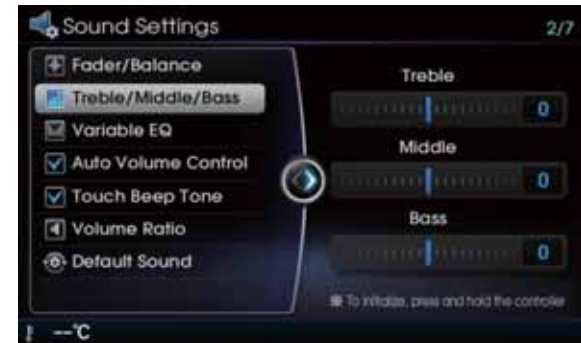 Sound Settings
2/7
Fader/Balance
Treble/Middle/Bass
Variable EQ
Auto Volume Control
Touch Beep Tone
Volume Ratio
Default Sound
Treble
0
Middle
0
Bass
0
※ To initialize, press and hold the controller
--°C